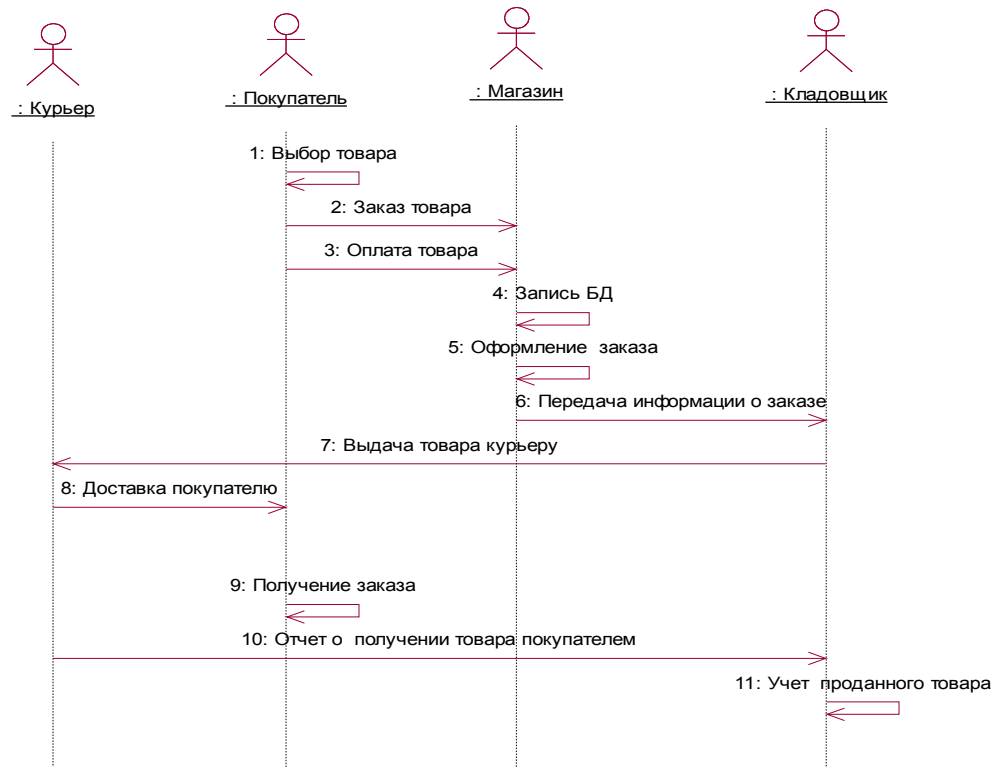 : Курьер
: Покупатель
: Магазин
: Кладовщик
1: Выбор товара
2: Заказ товара
3: Оплата товара
4: Запись БД
5: Оформление заказа
6: Передача информации о заказе
7: Выдача товара курьеру
8: Доставка покупателю
9: Получение заказа
10: Отчет о получении товара покупателем
11: Учет проданного товара